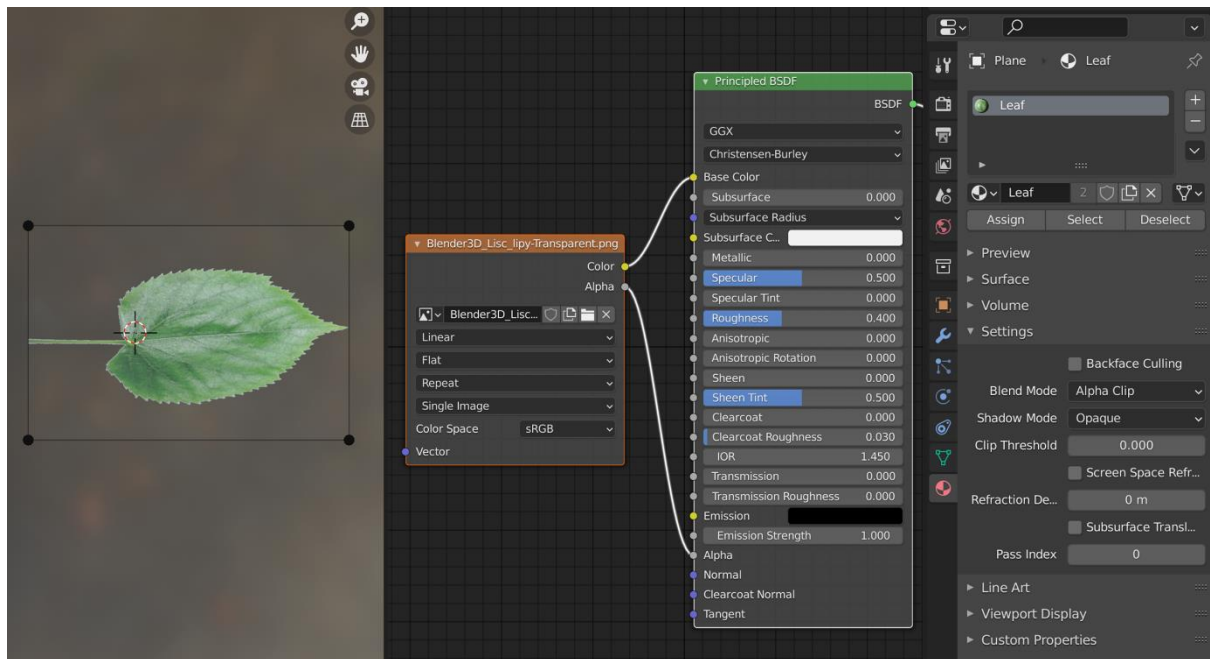 Blender3D_Lisc_lipy-Transparent.png
Color
Alpha
Blender3D_Lisc...
Linear
Flat
Repeat
Single Image
Color Space sRGB
Vector
Principled BSDF
BSDF
GGX
Christensen-Burley
Base Color
Subsurface 0.000
Subsurface Radius
Subsurface C...
Metallic 0.000
Specular 0.500
Specular Tint 0.000
Roughness 0.400
Anisotropic 0.000
Anisotropic Rotation 0.000
Sheen 0.000
Sheen Tint 0.500
Clearcoat 0.000
Clearcoat Roughness 0.030
IOR 1.450
Transmission 0.000
Transmission Roughness 0.000
Emission
Emission Strength 1.000
Alpha
Normal
Clearcoat Normal
Tangent
Plane Leaf
Leaf
Leaf 2
Assign Select Deselect
Preview
Surface
Volume
Settings
Backface Culling
Blend Mode Alpha Clip
Shadow Mode Opaque
Clip Threshold 0.000
Screen Space Refr...
Refraction De... 0 m
Subsurface Transl...
Pass Index 0
Line Art
Viewport Display
Custom Properties